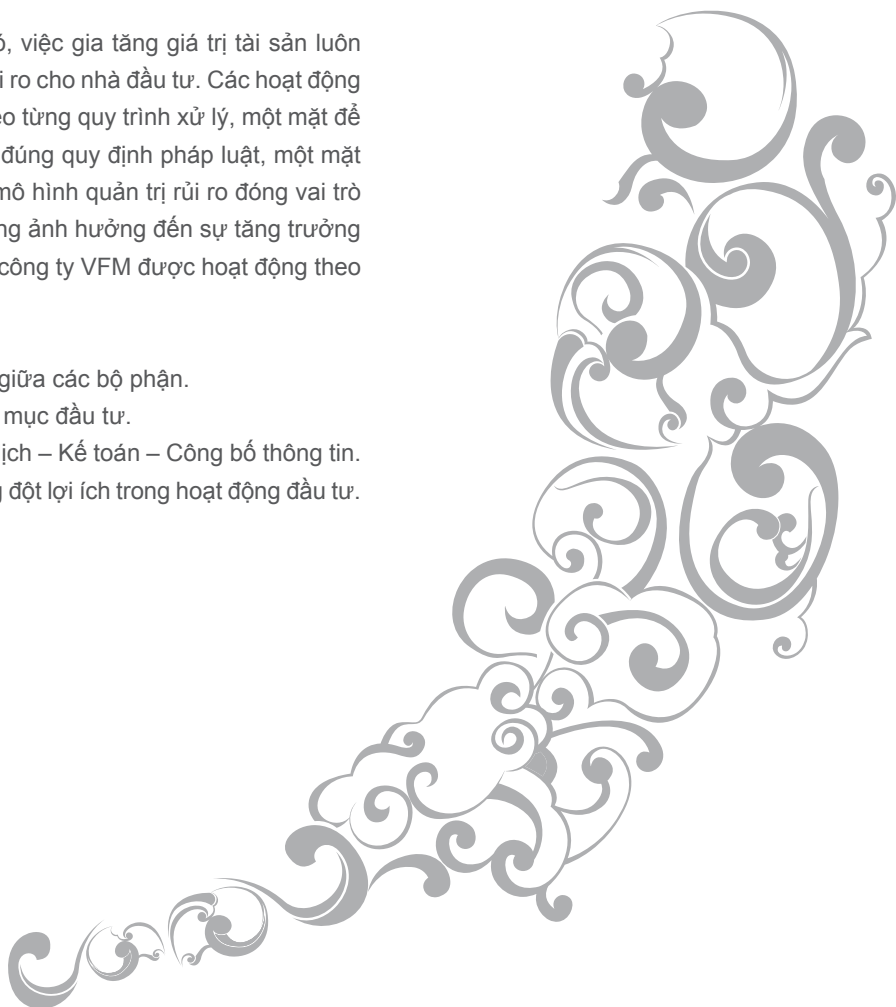 ó, việc gia tăng giá trị tài sản luôn
i ro cho nhà đầu tư. Các hoạt động
eo từng quy trình xử lý, một mặt để
đúng quy định pháp luật, một mặt
mô hình quản trị rủi ro đóng vai trò
ng ảnh hưởng đến sự tăng trưởng
công ty VFM được hoạt động theo
giữa các bộ phận.
mục đầu tư.
ịch – Kế toán – Công bố thông tin.
g đột lợi ích trong hoạt động đầu tư.